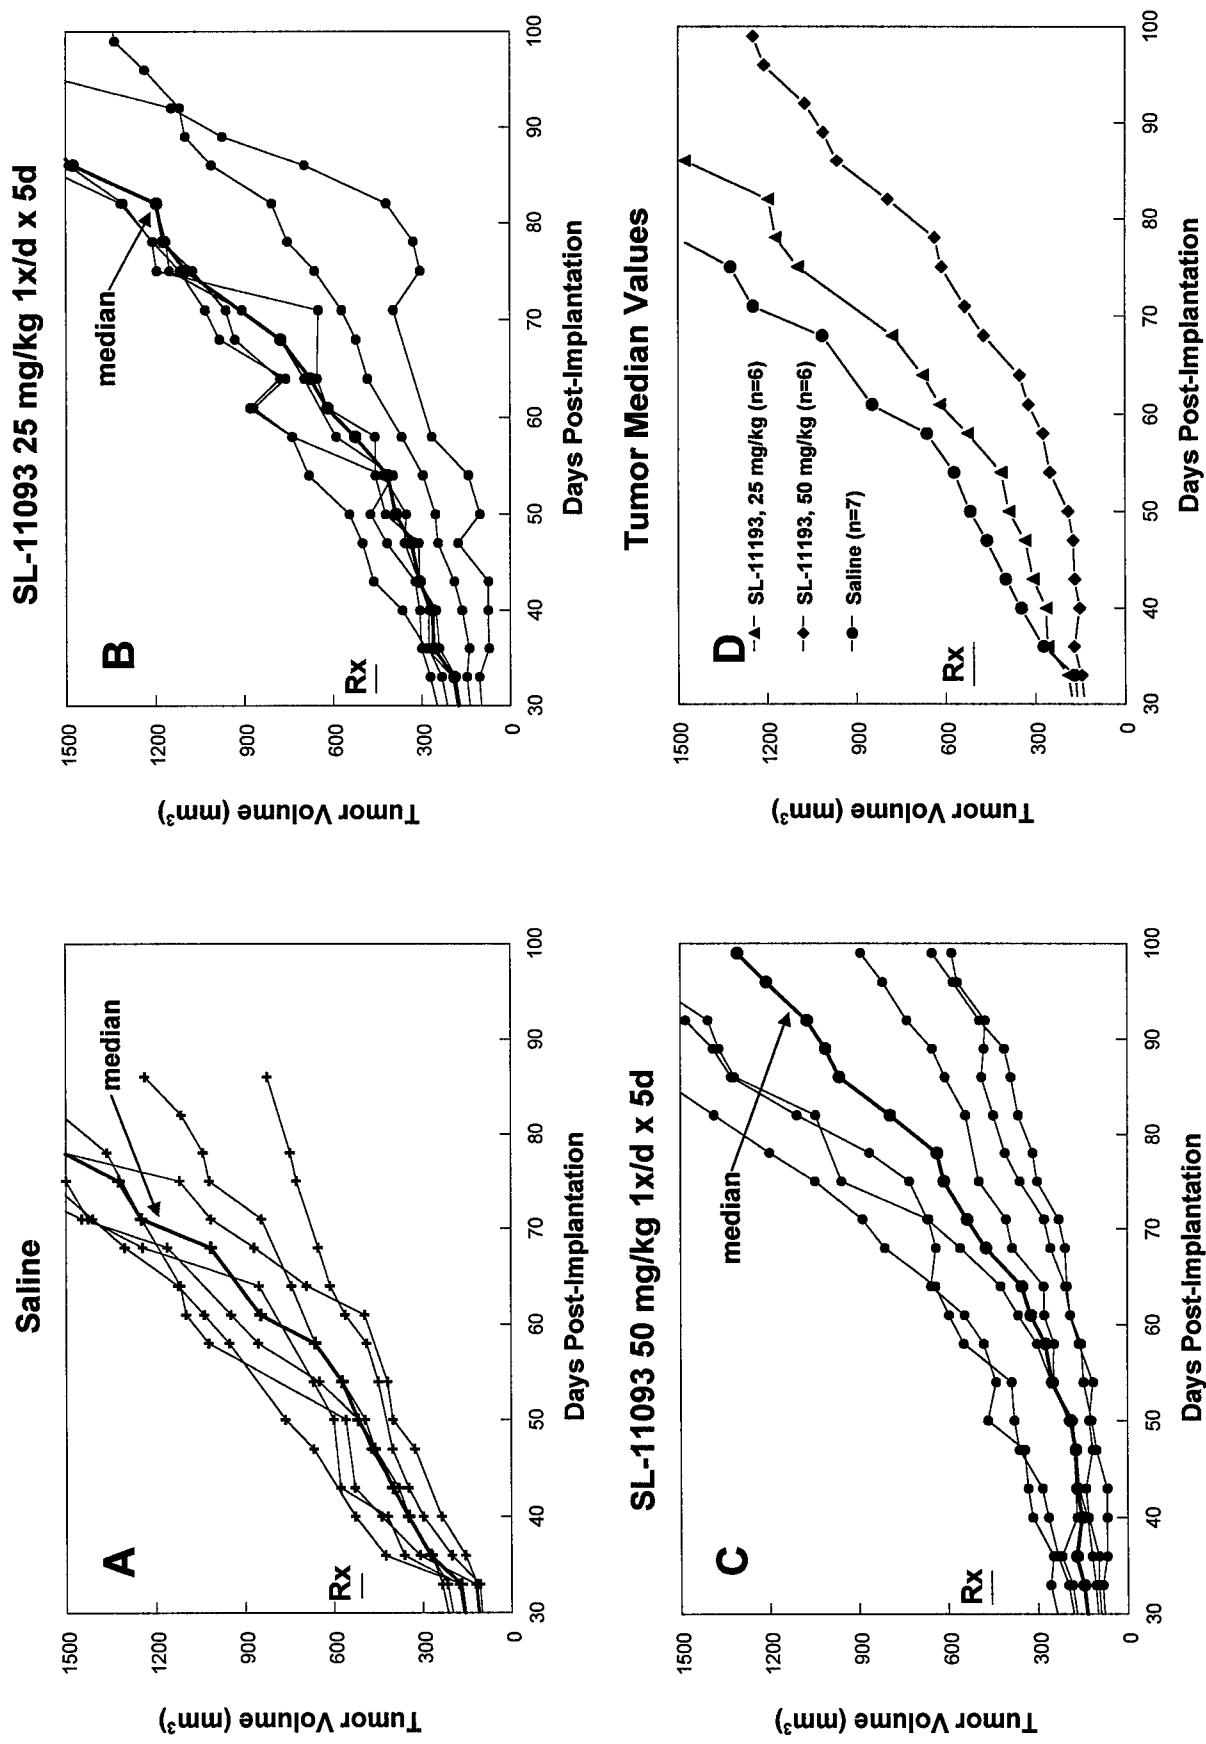 Saline
A
Tumor Volume (mm³)
1500
1200
900
600
300
0
median
Rx
30
40
50
60
70
80
90
100
Days Post-Implantation
SL-11093 25 mg/kg 1x/d x 5d
B
Tumor Volume (mm³)
1500
1200
900
600
300
0
median
Rx
30
40
50
60
70
80
90
100
Days Post-Implantation
SL-11093 50 mg/kg 1x/d x 5d
C
Tumor Volume (mm³)
1500
1200
900
600
300
0
median
Rx
30
40
50
60
70
80
90
100
Days Post-Implantation
Tumor Median Values
D
SL-11193, 25 mg/kg (n=6)
SL-11193, 50 mg/kg (n=6)
Saline (n=7)
Tumor Volume (mm³)
1500
1200
900
600
300
0
Rx
30
40
50
60
70
80
90
100
Days Post-Implantation